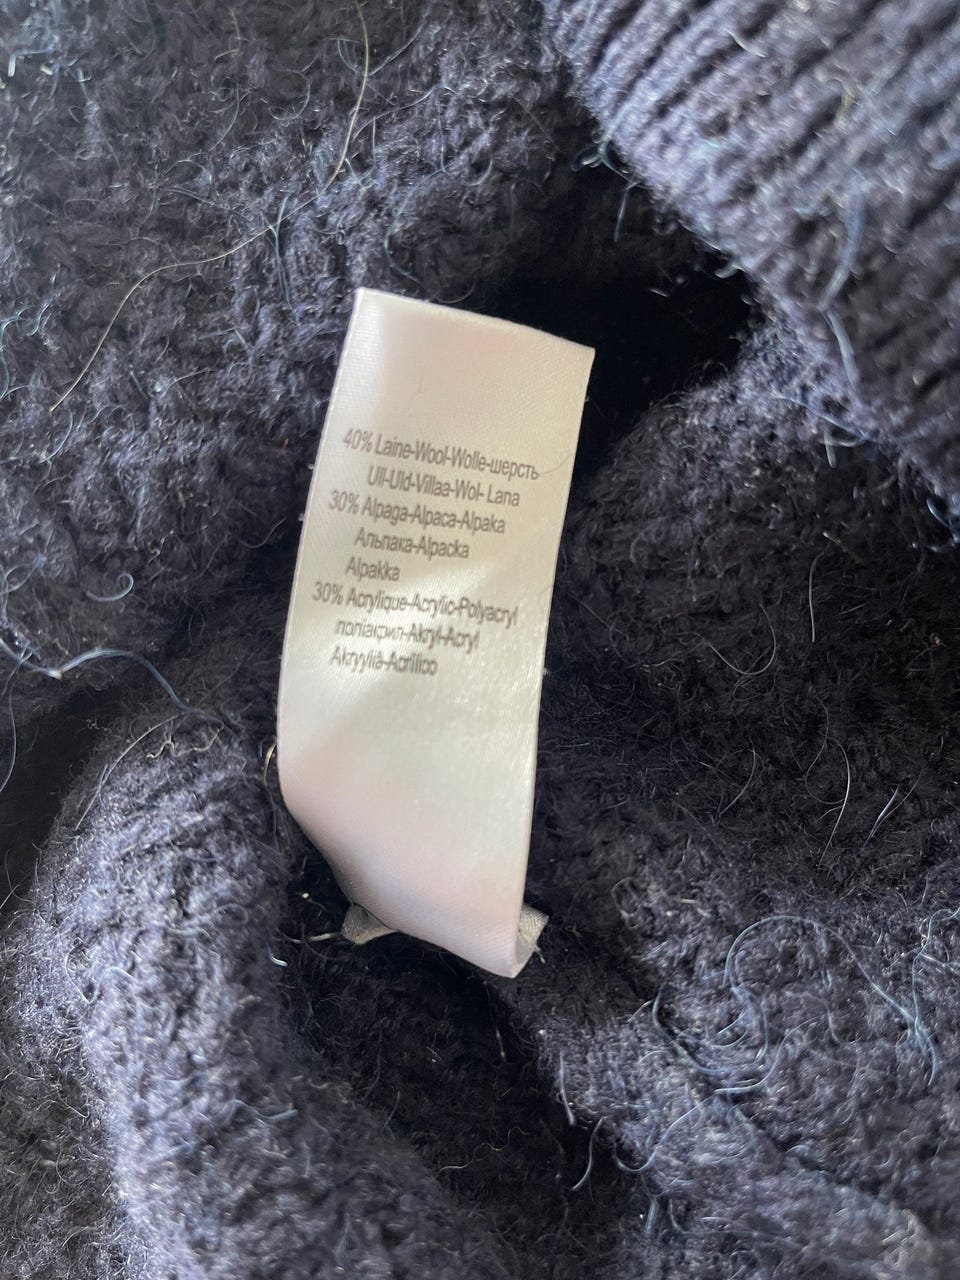 40% Laine-Wool-Wolle-шерсть
Ull-Uld-Villaa-Wol- Lana
30% Alpaga-Alpaca-Alpaka
Альпака-Alpacka
Alpakka
30% Acrylique-Acrylic-Polyacryl
поліакрил-Akryl-Acryl
Akryyliä-Acrilico